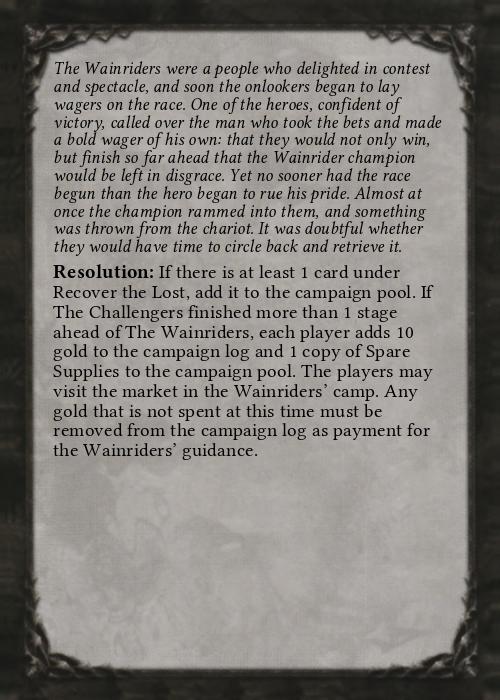 The Wainriders were a people who delighted in contest
and spectacle, and soon the onlookers began to lay
wagers on the race. One of the heroes, confident of
victory, called over the man who took the bets and made
a bold wager of his own: that they would not only win,
but finish so far ahead that the Wainrider champion
would be left in disgrace. Yet no sooner had the race
begun than the hero began to rue his pride. Almost at
once the champion rammed into them, and something
was thrown from the chariot. It was doubtful whether
they would have time to circle back and retrieve it.
Resolution: If there is at least 1 card under
Recover the Lost, add it to the campaign pool. If
The Challengers finished more than 1 stage
ahead of The Wainriders, each player adds 10
gold to the campaign log and 1 copy of Spare
Supplies to the campaign pool. The players may
visit the market in the Wainriders’ camp. Any
gold that is not spent at this time must be
removed from the campaign log as payment for
the Wainriders’ guidance.